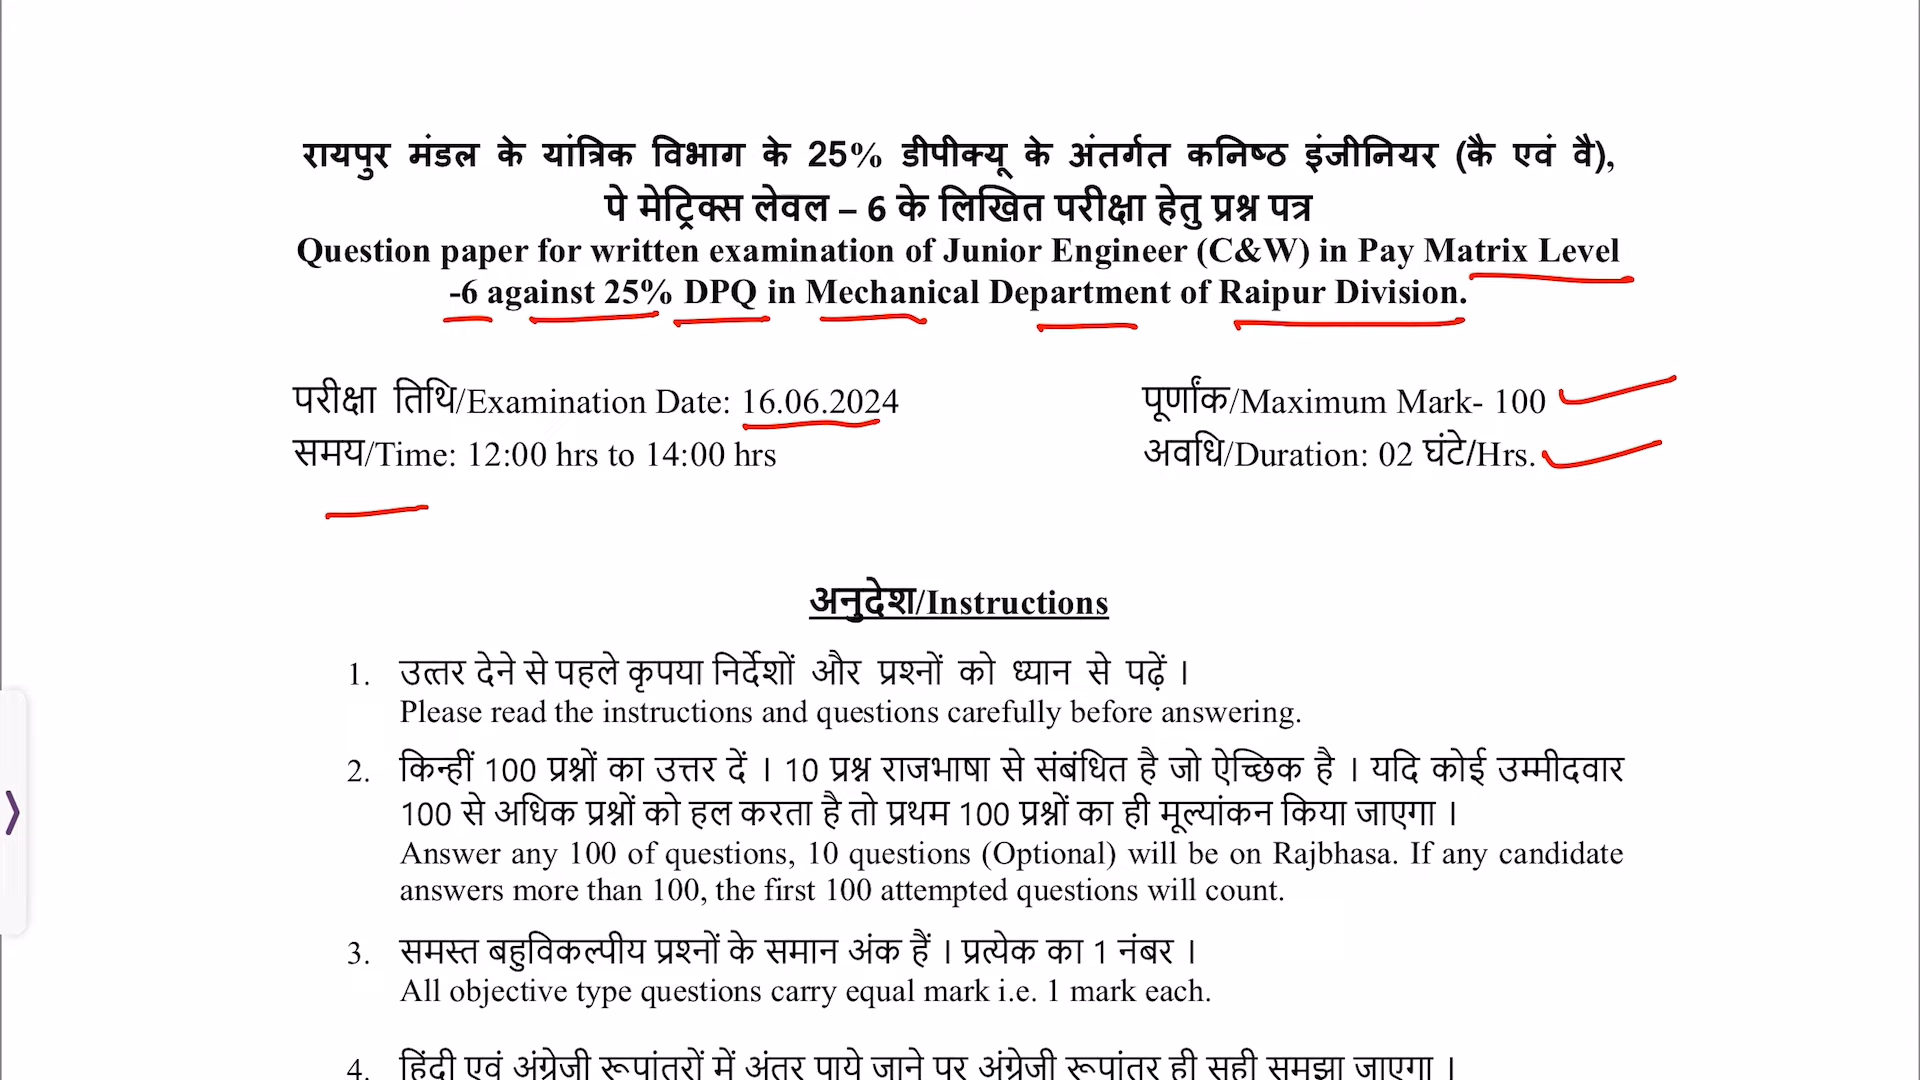 रायपुर मंडल के यांत्रिक विभाग के 25% डीपीक्यू के अंतर्गत कनिष्ठ इंजीनियर (कै एवं वै),
पे मेट्रिक्स लेवल – 6 के लिखित परीक्षा हेतु प्रश्न पत्र
Question paper for written examination of Junior Engineer (C&W) in Pay Matrix Level
-6 against 25% DPQ in Mechanical Department of Raipur Division.
परीक्षा तिथि/Examination Date: 16.06.2024 पूर्णांक/Maximum Mark- 100
समय/Time: 12:00 hrs to 14:00 hrs अवधि/Duration: 02 घंटे/Hrs.
अनुदेश/Instructions
1. उत्तर देने से पहले कृपया निर्देशों और प्रश्नों को ध्यान से पढ़ें ।
Please read the instructions and questions carefully before answering.
2. किन्हीं 100 प्रश्नों का उत्तर दें । 10 प्रश्न राजभाषा से संबंधित है जो ऐच्छिक है । यदि कोई उम्मीदवार
100 से अधिक प्रश्नों को हल करता है तो प्रथम 100 प्रश्नों का ही मूल्यांकन किया जाएगा ।
Answer any 100 of questions, 10 questions (Optional) will be on Rajbhasa. If any candidate
answers more than 100, the first 100 attempted questions will count.
3. समस्त बहुविकल्पीय प्रश्नों के समान अंक हैं । प्रत्येक का 1 नंबर ।
All objective type questions carry equal mark i.e. 1 mark each.
4. हिंदी एवं अंग्रेजी रूपांतरों में अंतर पाये जाने पर अंग्रेजी रूपांतर ही सही समझा जाएगा ।